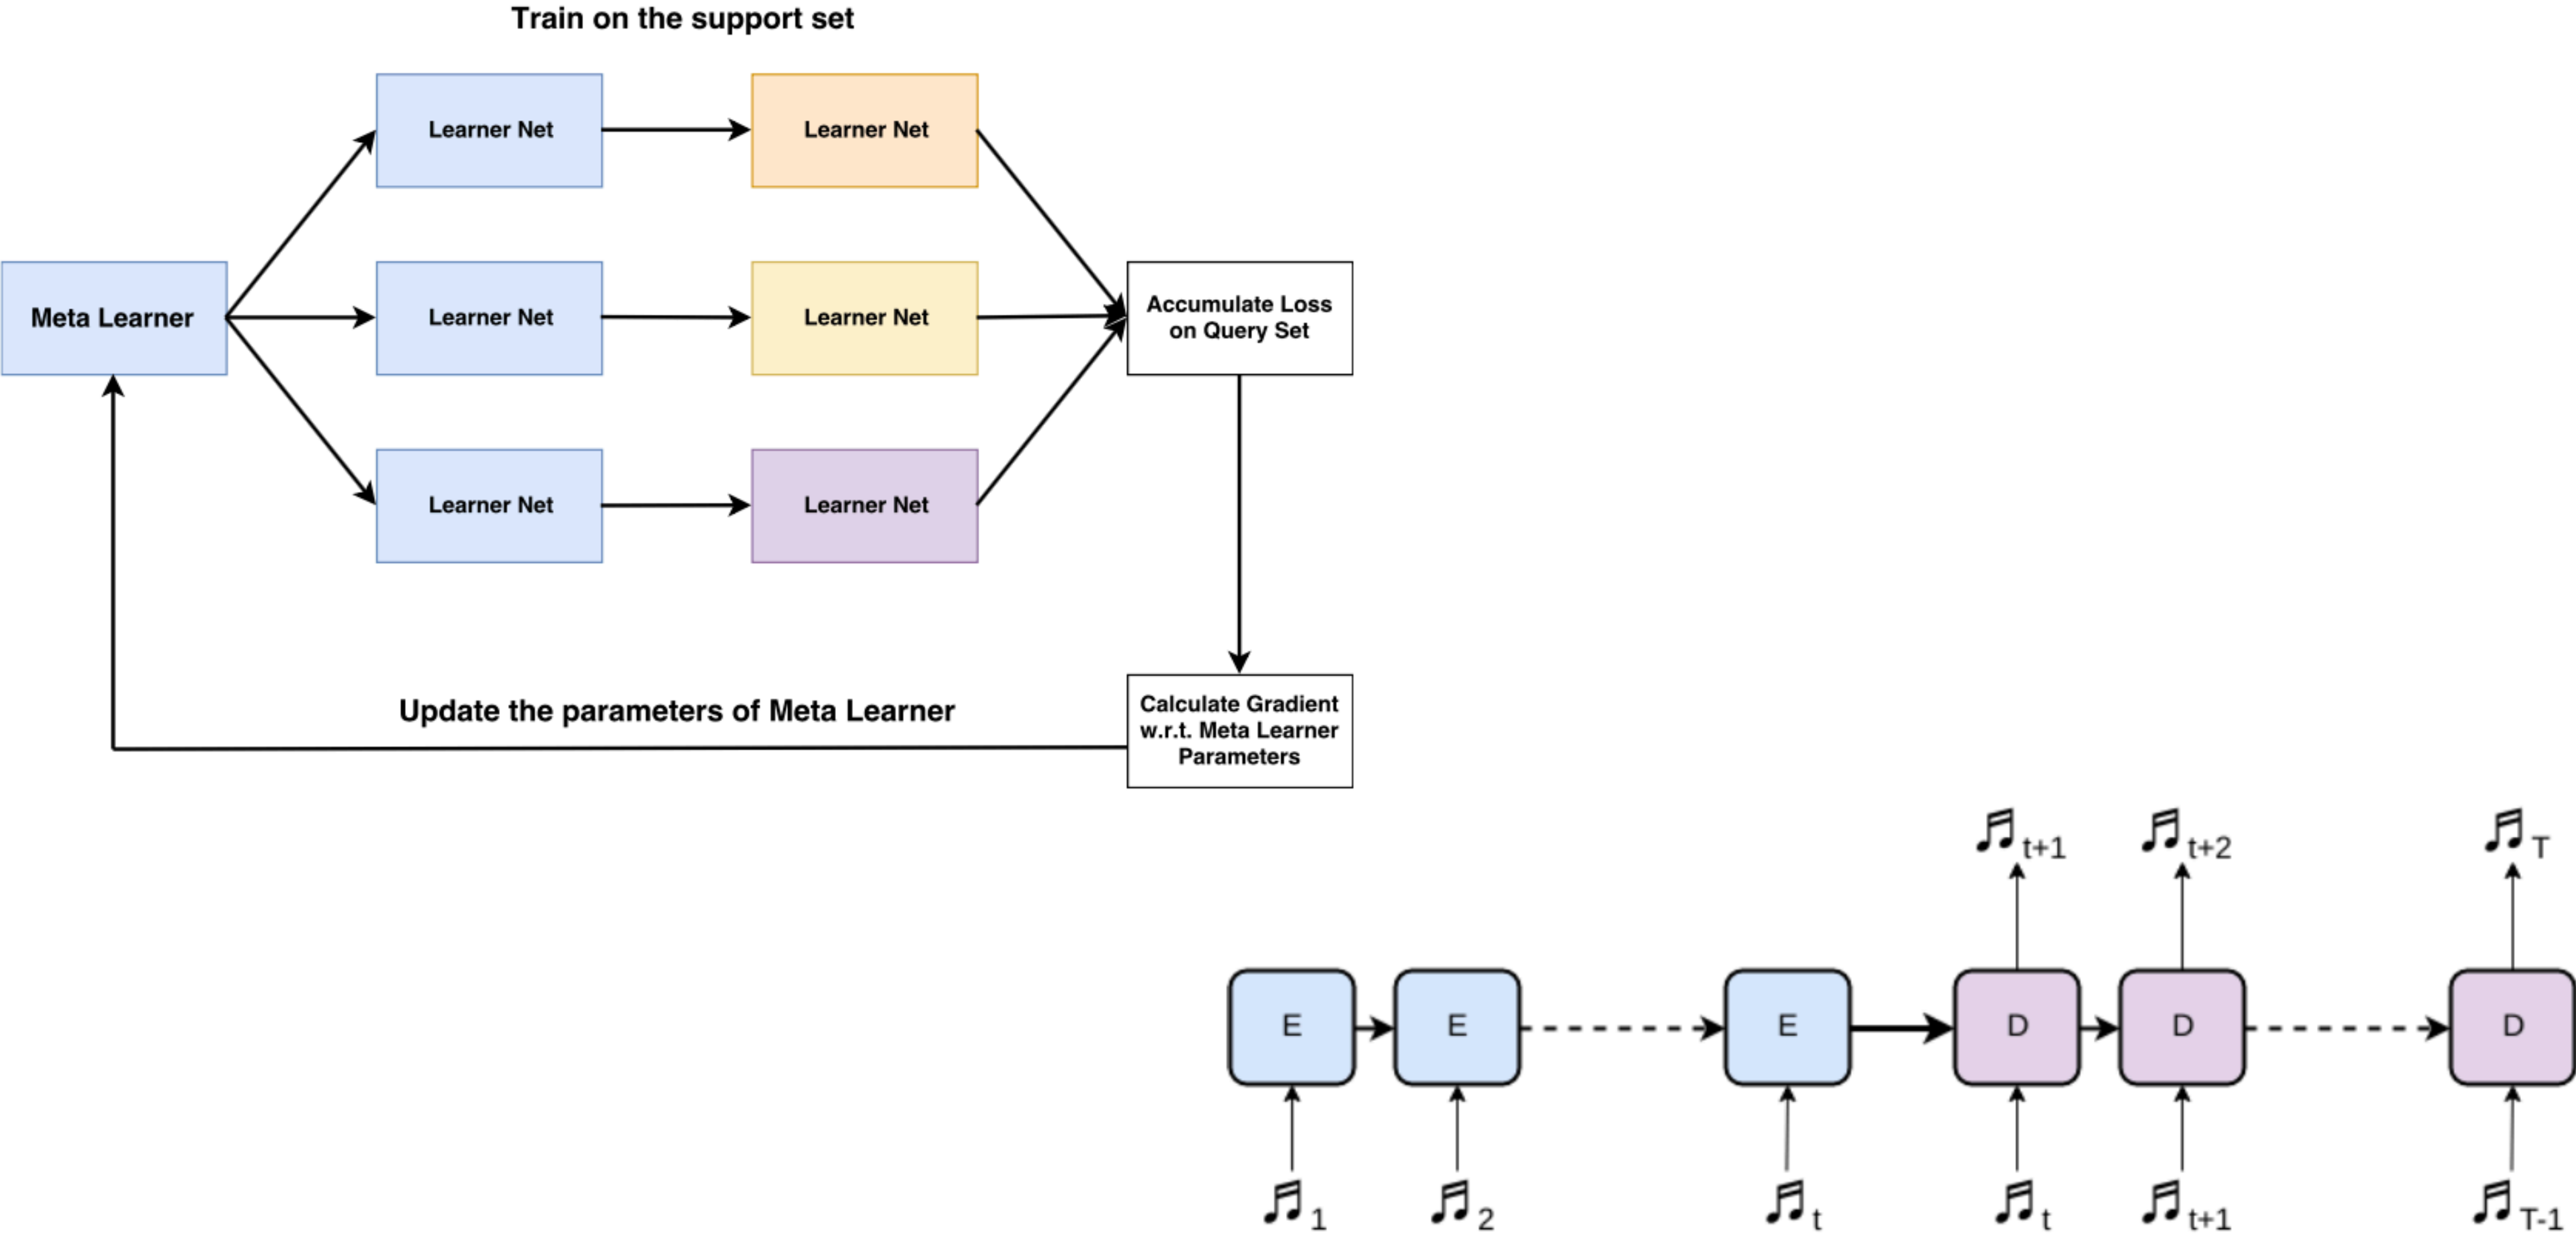 Train on the support set
Learner Net
Learner Net
Meta Learner
Learner Net
Learner Net
Accumulate Loss
on Query Set
Learner Net
Learner Net
Update the parameters of Meta Learner
Calculate Gradient
w.r.t. Meta Learner
Parameters
t+1
t+2
T
E
E
E
D
D
D
1
2
t
t
t+1
T-1